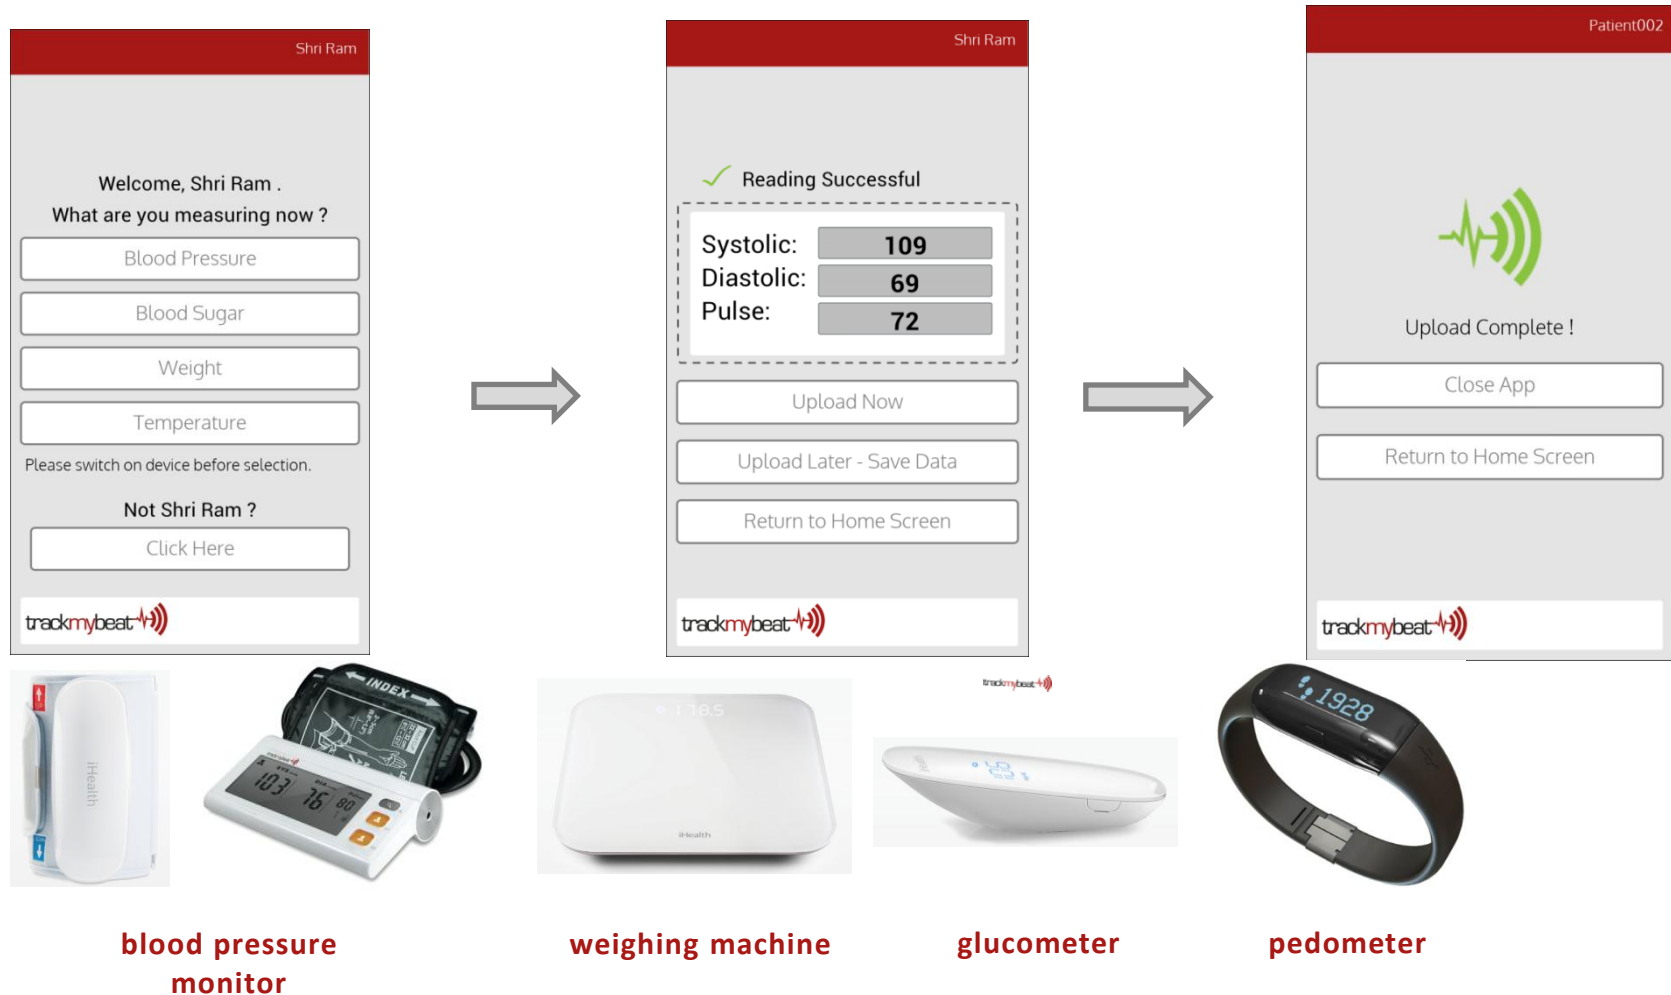 Shri Ram
Welcome, Shri Ram .
What are you measuring now ?
Blood Pressure
Blood Sugar
Weight
Temperature
Please switch on device before selection.
Not Shri Ram ?
Click Here
trackmybeat
Shri Ram
Reading Successful
Systolic: 109
Diastolic: 69
Pulse: 72
Upload Now
Upload Later - Save Data
Return to Home Screen
trackmybeat
Patient002
Upload Complete !
Close App
Return to Home Screen
trackmybeat
iHealth
INDEX
103 76 80
178.5
iHealth
trackmybeat
1928
blood pressure
monitor
weighing machine
glucometer
pedometer